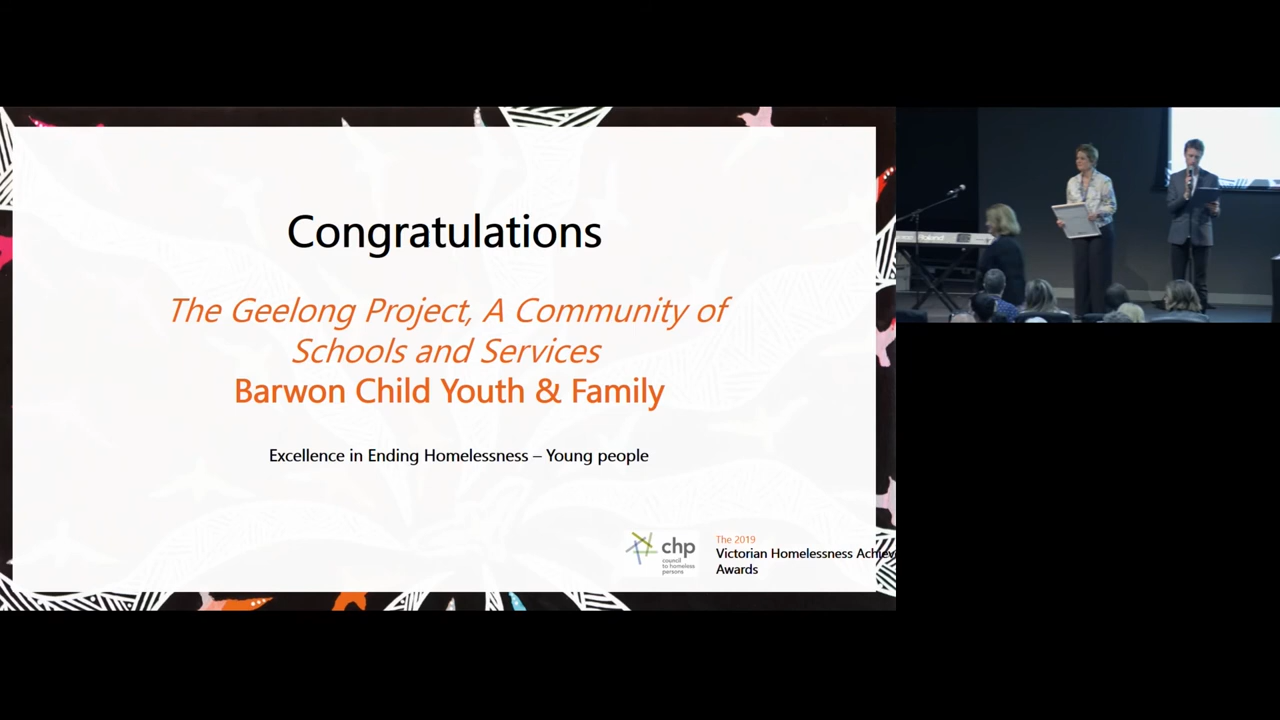 Congratulations
The Geelong Project, A Community of
Schools and Services
Barwon Child Youth & Family
Excellence in Ending Homelessness – Young people
chp
council
to homeless
persons
The 2019
Victorian Homelessness Achiev
Awards
Roland